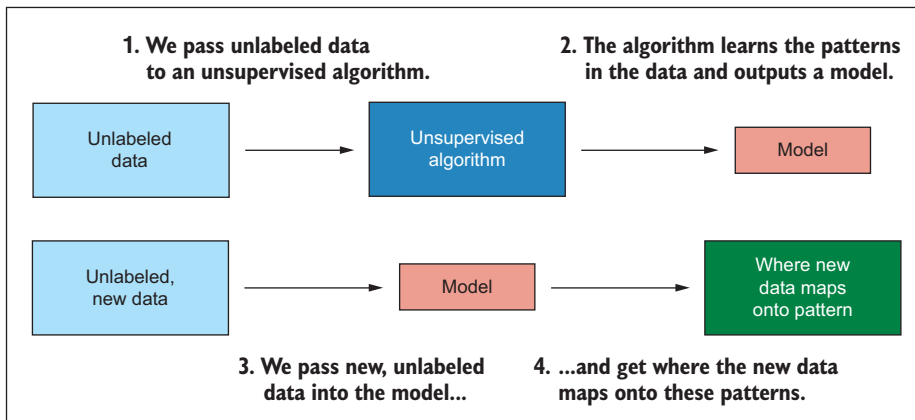 1. We pass unlabeled data
to an unsupervised algorithm.
2. The algorithm learns the patterns
in the data and outputs a model.
Unlabeled
data
Unsupervised
algorithm
Model
Unlabeled,
new data
Model
Where new
data maps
onto pattern
3. We pass new, unlabeled
data into the model...
4. ...and get where the new data
maps onto these patterns.